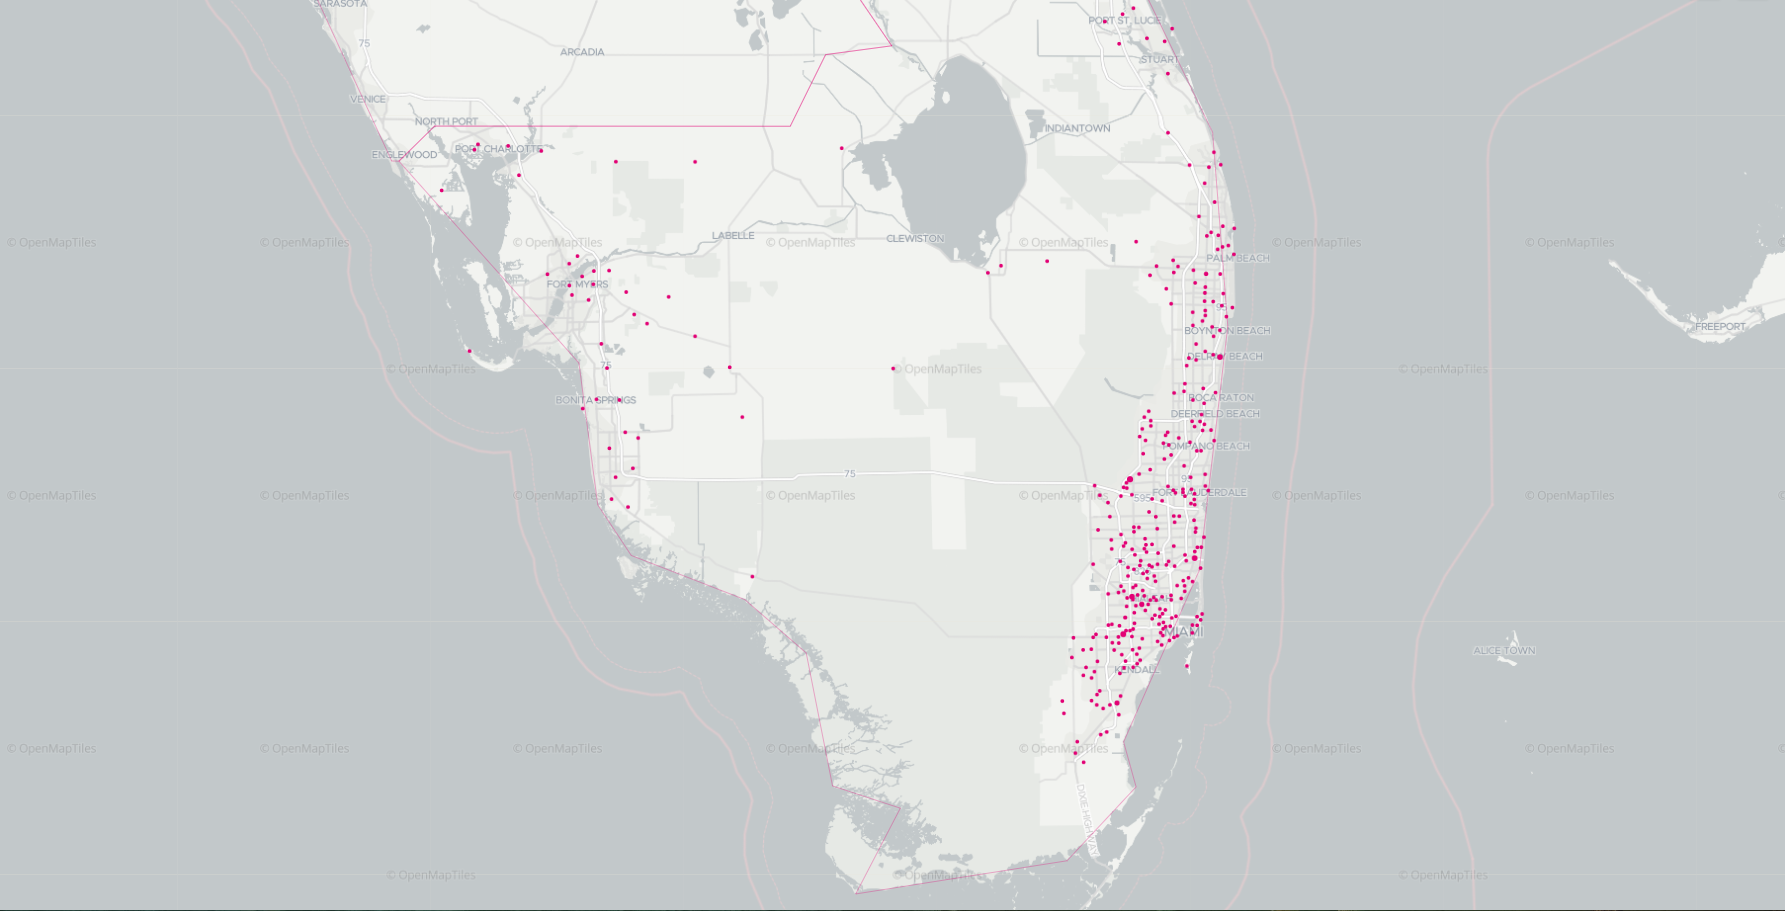 SARASOTA
PORT ST. LUCIE
75
ARCADIA
STUART
VENICE
NORTH PORT
INDIANTOWN
ENGLEWOOD
PORT CHARLOTTE
LABELLE
CLEWISTON
© OpenMapTiles © OpenMapTiles © OpenMapTiles © OpenMapTiles © OpenMapTiles © OpenMapTiles © OpenMapTiles
PALM BEACH
FORT MYERS
FREEPORT
BOYNTON BEACH
DELRAY BEACH
75
© OpenMapTiles © OpenMapTiles © OpenMapTiles
BONITA SPRINGS
BOCA RATON
DEERFIELD BEACH
POMPANO BEACH
75
95
FORT LAUDERDALE
595
© OpenMapTiles © OpenMapTiles © OpenMapTiles © OpenMapTiles © OpenMapTiles © OpenMapTiles © OpenMapTiles
MIAMI
ALICE TOWN
KENDALL
© OpenMapTiles © OpenMapTiles © OpenMapTiles © OpenMapTiles © OpenMapTiles © OpenMapTiles © OpenMapTiles
DIXIE HIGHWAY
© OpenMapTiles © OpenMapTiles © OpenMapTiles